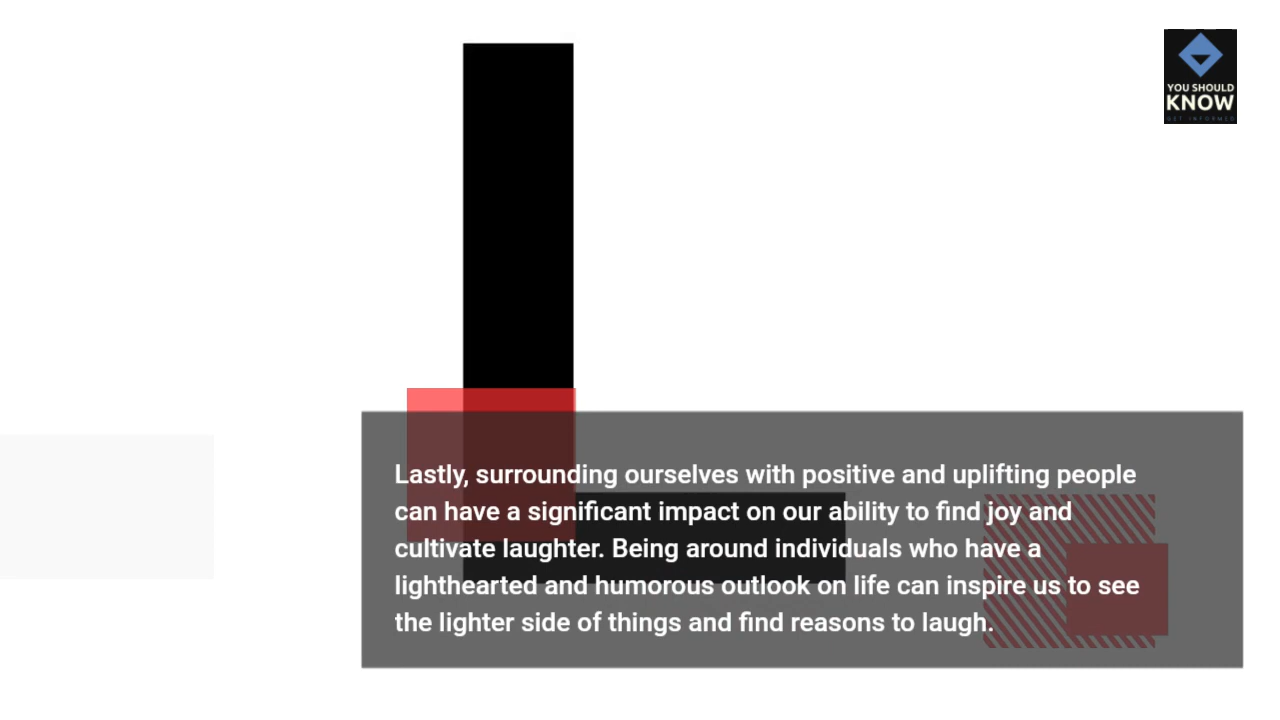 YOU SHOULD
KNOW
GET INFORMED
Lastly, surrounding ourselves with positive and uplifting people
can have a significant impact on our ability to find joy and
cultivate laughter. Being around individuals who have a
lighthearted and humorous outlook on life can inspire us to see
the lighter side of things and find reasons to laugh.